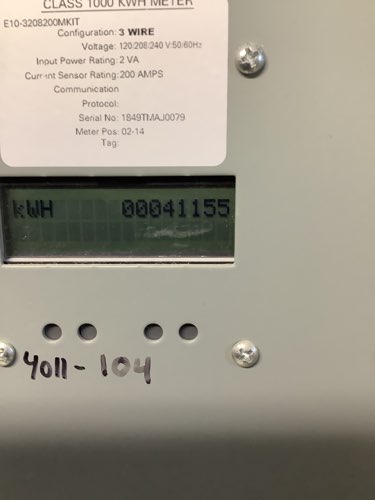 CLASS 1000 KWH METER
E10-3208200MKIT
Configuration: 3 WIRE
Voltage: 120/208/240 V:50/60Hz
Input Power Rating: 2 VA
Current Sensor Rating: 200 AMPS
Communication
Protocol:
Serial No: 1849TMAJ0079
Meter Pos: 02-14
Tag:
kWH 00041155
4011-104